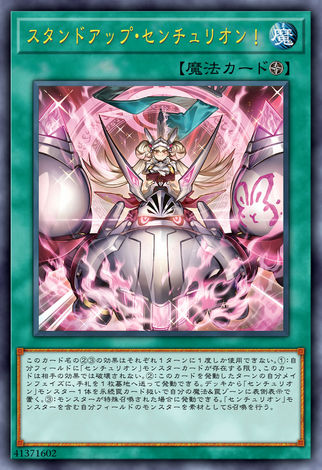 スタンドアップ・センチュリオン！
魔
【魔法カード】
このカード名の②③の効果はそれぞれ１ターンに１度しか使用できない。①：自
分フィールドに「センチュリオン」モンスターカードが存在する限り、このカー
ドは相手の効果では破壊されない。②：このカードを発動したターンの自分メイ
ンフェイズに、手札を１枚墓地へ送って発動できる。デッキから「センチュリオン」
モンスター１体を永続罠カード扱いで自分の魔法＆罠ゾーンに表側表示で
置く。③：モンスターが特殊召喚された場合に発動できる。「センチュリオン」モ
ンスターを含む自分フィールドのモンスターを素材としてS召喚を行う。
41371602